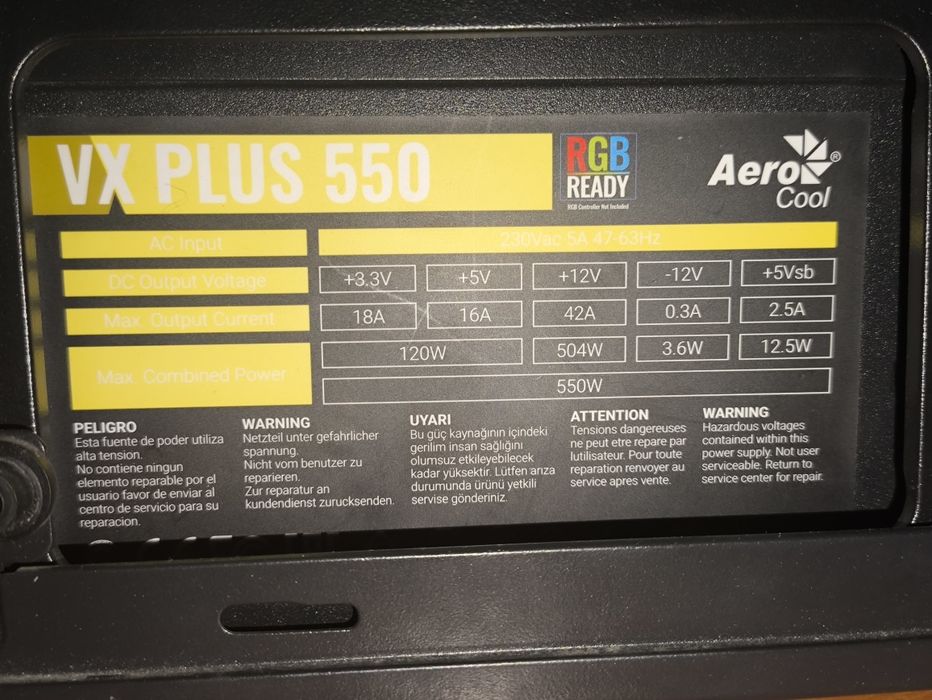 VX PLUS 550
RGB
READY
RGB Controller Not Included
Aero
Cool
®
AC Input 230Vac 5A 47-63Hz
DC Output Voltage +3.3V +5V +12V -12V +5Vsb
Max. Output Current 18A 16A 42A 0.3A 2.5A
Max. Combined Power 120W 504W 3.6W 12.5W
550W
PELIGRO
Esta fuente de poder utiliza
alta tension.
No contiene ningun
elemento reparable por el
usuario favor de enviar al
centro de servicio para su
reparacion.
WARNING
Netzteil unter gefahrlicher
spannung.
Nicht vom benutzer zu
reparieren.
Zur reparatur an
kundendienst zurucksenden.
UYARI
Bu güç kaynağının içindeki
gerilim insan sağlığını
olumsuz etkileyebilecek
kadar yüksektir. Lütfen arıza
durumunda ürünü yetkili
servise gönderiniz.
ATTENTION
Tensions dangereuses
ne peut etre repare par
l'utilisateur. Pour toute
reparation renvoyer au
service apres vente.
WARNING
Hazardous voltages
contained within this
power supply. Not user
serviceable. Return to
service center for repair.